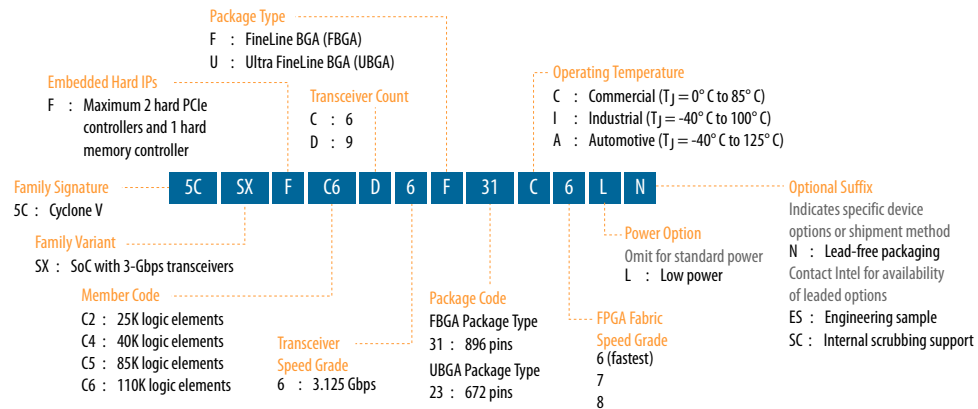 Package Type
F : FineLine BGA (FBGA)
U : Ultra FineLine BGA (UBGA)
Embedded Hard IPs
F : Maximum 2 hard PCIe
controllers and 1 hard
memory controller
Transceiver Count
C : 6
D : 9
Operating Temperature
C : Commercial (TJ = 0° C to 85° C)
I : Industrial (TJ = -40° C to 100° C)
A : Automotive (TJ = -40° C to 125° C)
5C SX F C6 D 6 F 31 C 6 L N
Family Signature
5C : Cyclone V
Family Variant
SX : SoC with 3-Gbps transceivers
Member Code
C2 : 25K logic elements
C4 : 40K logic elements
C5 : 85K logic elements
C6 : 110K logic elements
Transceiver
Speed Grade
6 : 3.125 Gbps
Package Code
FBGA Package Type
31 : 896 pins
UBGA Package Type
23 : 672 pins
FPGA Fabric
Speed Grade
6 (fastest)
7
8
Power Option
Omit for standard power
L : Low power
Optional Suffix
Indicates specific device
options or shipment method
N : Lead-free packaging
Contact Intel for availability
of leaded options
ES : Engineering sample
SC : Internal scrubbing support